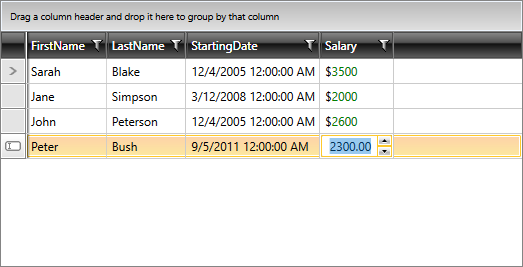 Drag a column header and drop it here to group by that column
FirstName LastName StartingDate Salary
Sarah Blake 12/4/2005 12:00:00 AM $3500
Jane Simpson 3/12/2008 12:00:00 AM $2000
John Peterson 12/4/2005 12:00:00 AM $2600
Peter Bush 9/5/2011 12:00:00 AM 2300.00